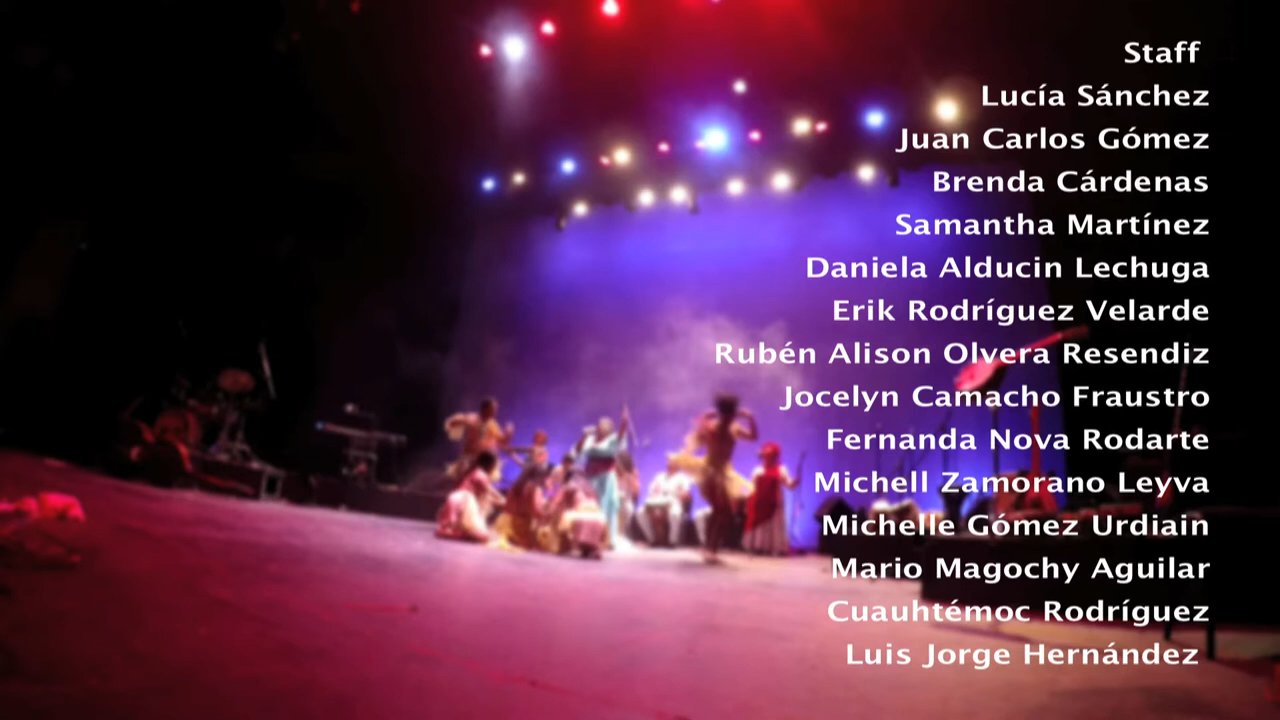 Staff
Lucía Sánchez
Juan Carlos Gómez
Brenda Cárdenas
Samantha Martínez
Daniela Alducin Lechuga
Erik Rodríguez Velarde
Rubén Alison Olvera Resendiz
Jocelyn Camacho Fraustro
Fernanda Nova Rodarte
Michell Zamorano Leyva
Michelle Gómez Urdiain
Mario Magochy Aguilar
Cuauhtémoc Rodríguez
Luis Jorge Hernández